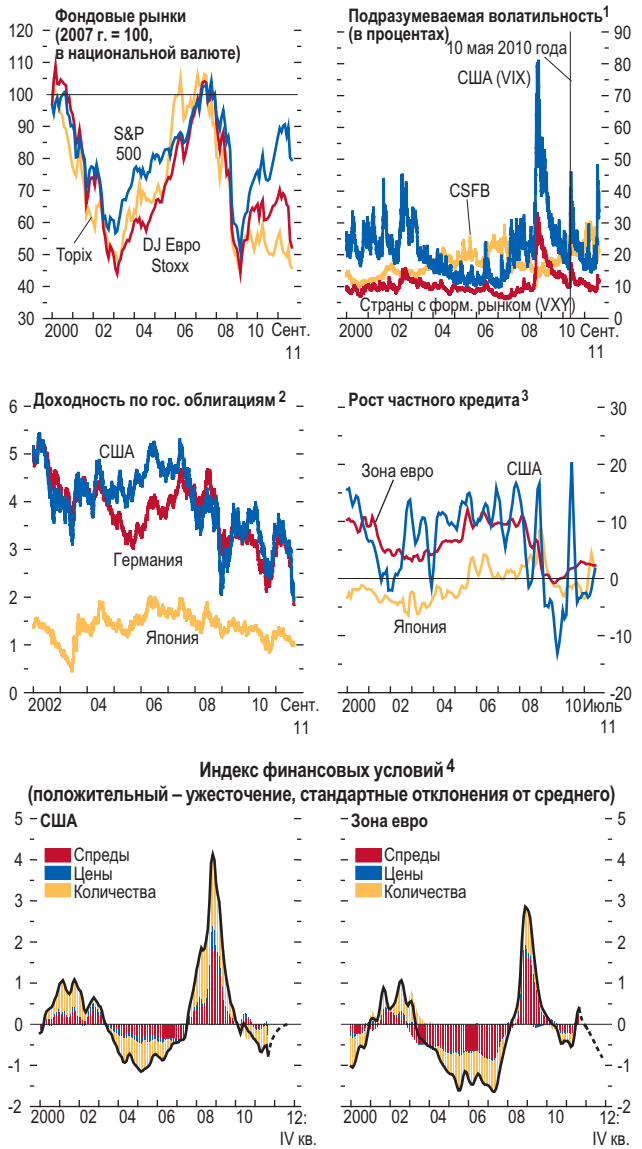 Фондовые рынки
(2007 г. = 100,
в национальной валюте)
120
110
100
90
80
70
60
50
40
30
S&P
500
Topix
DJ Евро
Stoxx
2000 02 04 06 08 10 Сент.
11
Подразумеваемая волатильность1
(в процентах)
10 мая 2010 года
США (VIX)
CSFB
Страны с форм. рынком (VXY)
90
80
70
60
50
40
30
20
10
0
2000 02 04 06 08 10 Сент.
11
Доходность по гос. облигациям 2
6
5
4
3
2
1
0
США
Германия
Япония
2002 04 06 08 10 Сент.
11
Рост частного кредита3
Зона евро
США
Япония
30
20
10
0
-10
-20
2000 02 04 06 08 10 Июль
11
Индекс финансовых условий 4
(положительный – ужесточение, стандартные отклонения от среднего)
США
Спреды
Цены
Количества
5
4
3
2
1
0
-1
-2
2000 02 04 06 08 10 12:
IV кв.
Зона евро
Спреды
Цены
Количества
5
4
3
2
1
0
-1
-2
2000 02 04 06 08 10 12:
IV кв.